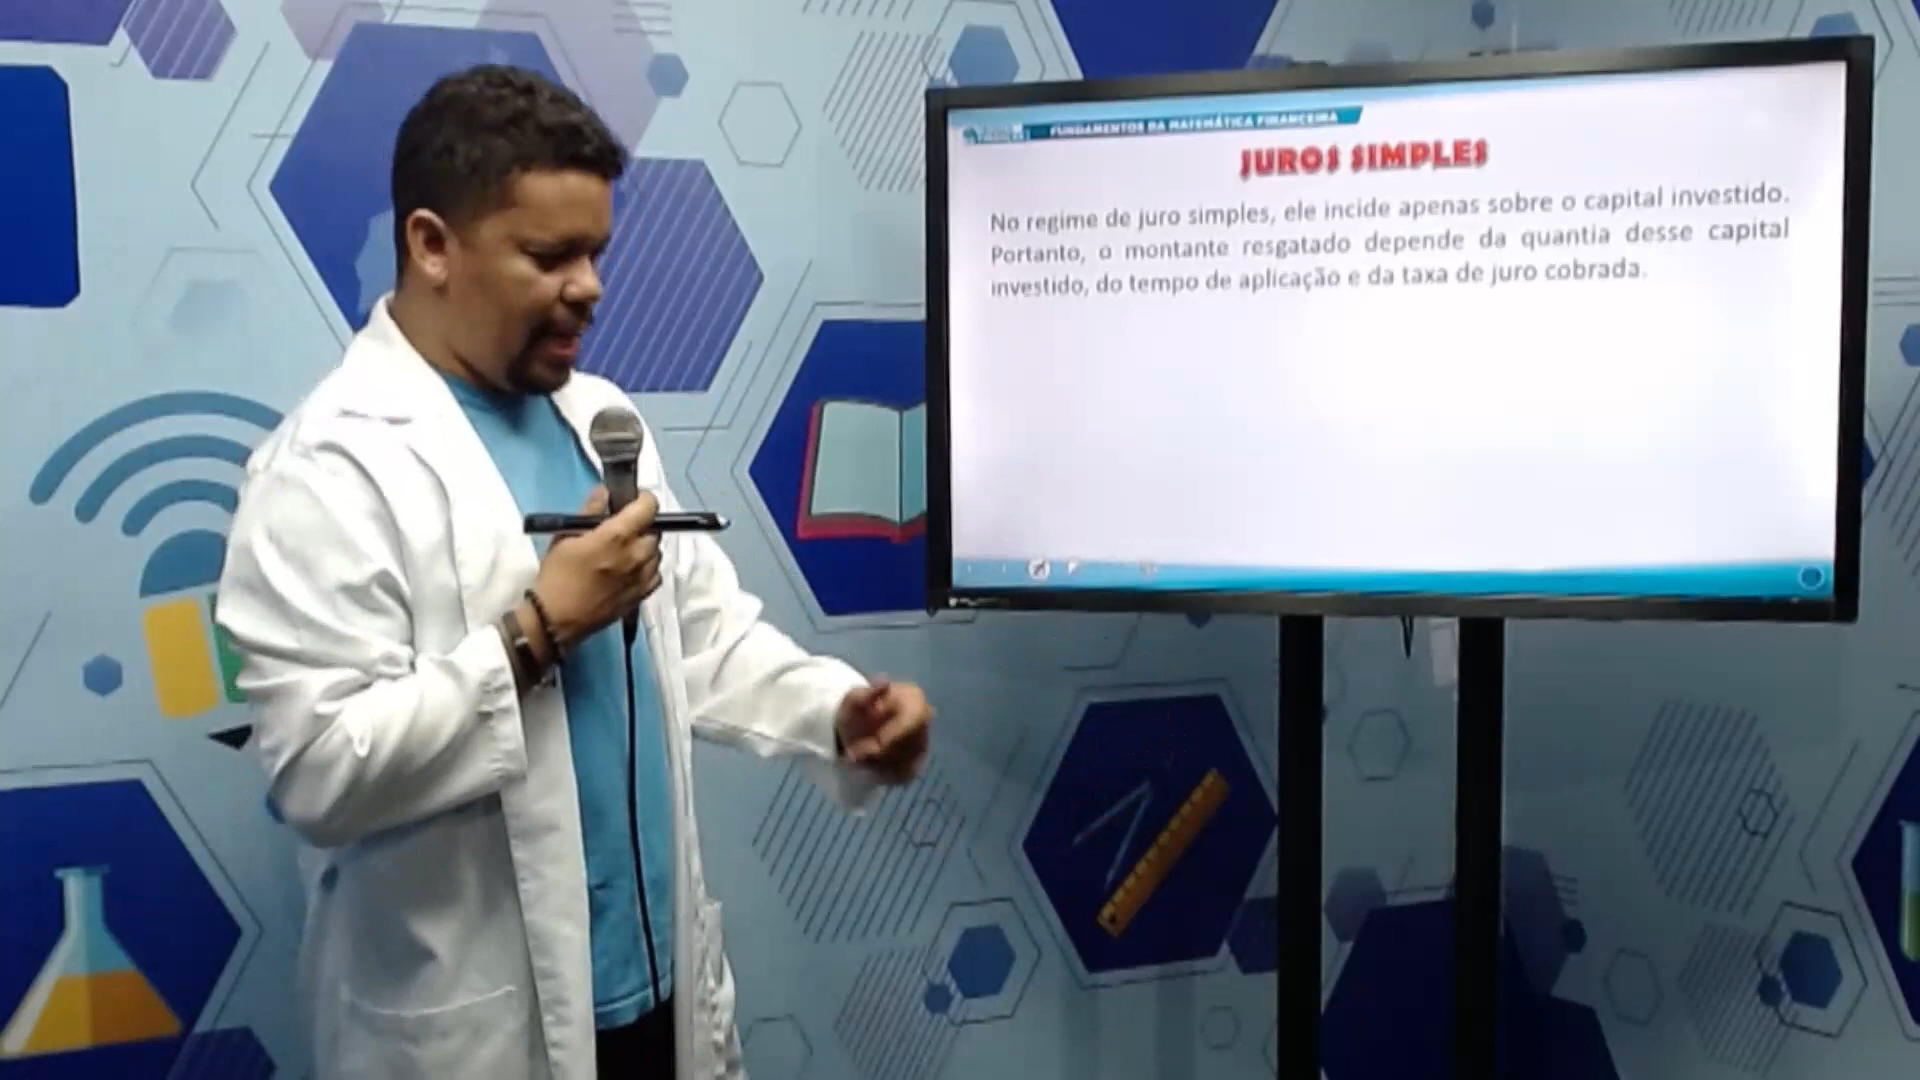 FUNDAMENTOS DA MATEMÁTICA FINANCEIRA
JUROS SIMPLES
No regime de juro simples, ele incide apenas sobre o capital investido.
Portanto, o montante resgatado depende da quantia desse capital
investido, do tempo de aplicação e da taxa de juro cobrada.